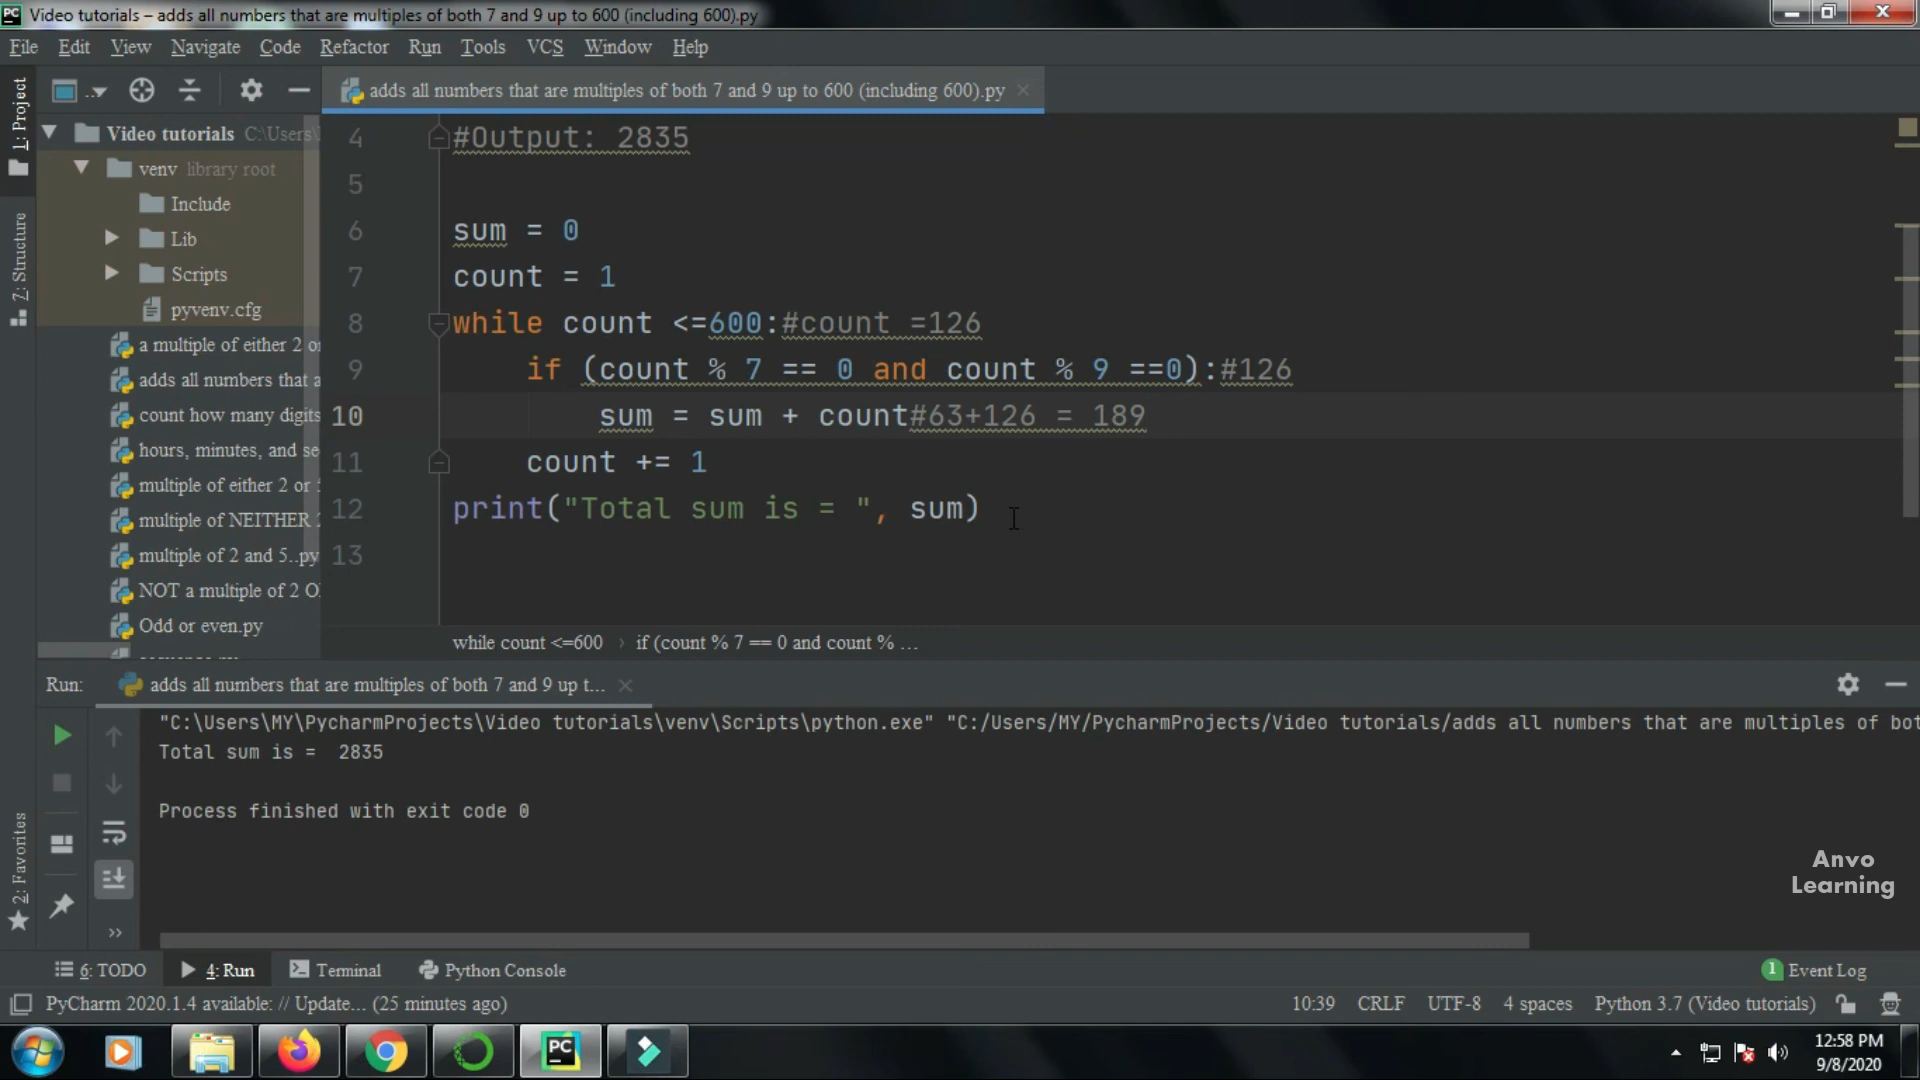 Video tutorials – adds all numbers that are multiples of both 7 and 9 up to 600 (including 600).py
File Edit View Navigate Code Refactor Run Tools VCS Window Help
adds all numbers that are multiples of both 7 and 9 up to 600 (including 600).py
1: Project
7: Structure
2: Favorites
Video tutorials C:\Users\
venv library root
Include
Lib
Scripts
pyvenv.cfg
a multiple of either 2 o
adds all numbers that a
count how many digits
hours, minutes, and se
multiple of either 2 or
multiple of NEITHER
multiple of 2 and 5..py
NOT a multiple of 2 O
Odd or even.py
4 #Output: 2835
5
6 sum = 0
7 count = 1
8 while count <=600:#count =126
9 if (count % 7 == 0 and count % 9 ==0):#126
10 sum = sum + count#63+126 = 189
11 count += 1
12 print("Total sum is = ", sum)
13
while count <=600 › if (count % 7 == 0 and count % …
Run: adds all numbers that are multiples of both 7 and 9 up t...
"C:\Users\MY\PycharmProjects\Video tutorials\venv\Scripts\python.exe" "C:/Users/MY/PycharmProjects/Video tutorials/adds all numbers that are multiples of bot
Total sum is =  2835
Process finished with exit code 0
Anvo
Learning
6: TODO 4: Run Terminal Python Console 1 Event Log
PyCharm 2020.1.4 available: // Update... (25 minutes ago) 10:39 CRLF UTF-8 4 spaces Python 3.7 (Video tutorials)
12:58 PM
9/8/2020